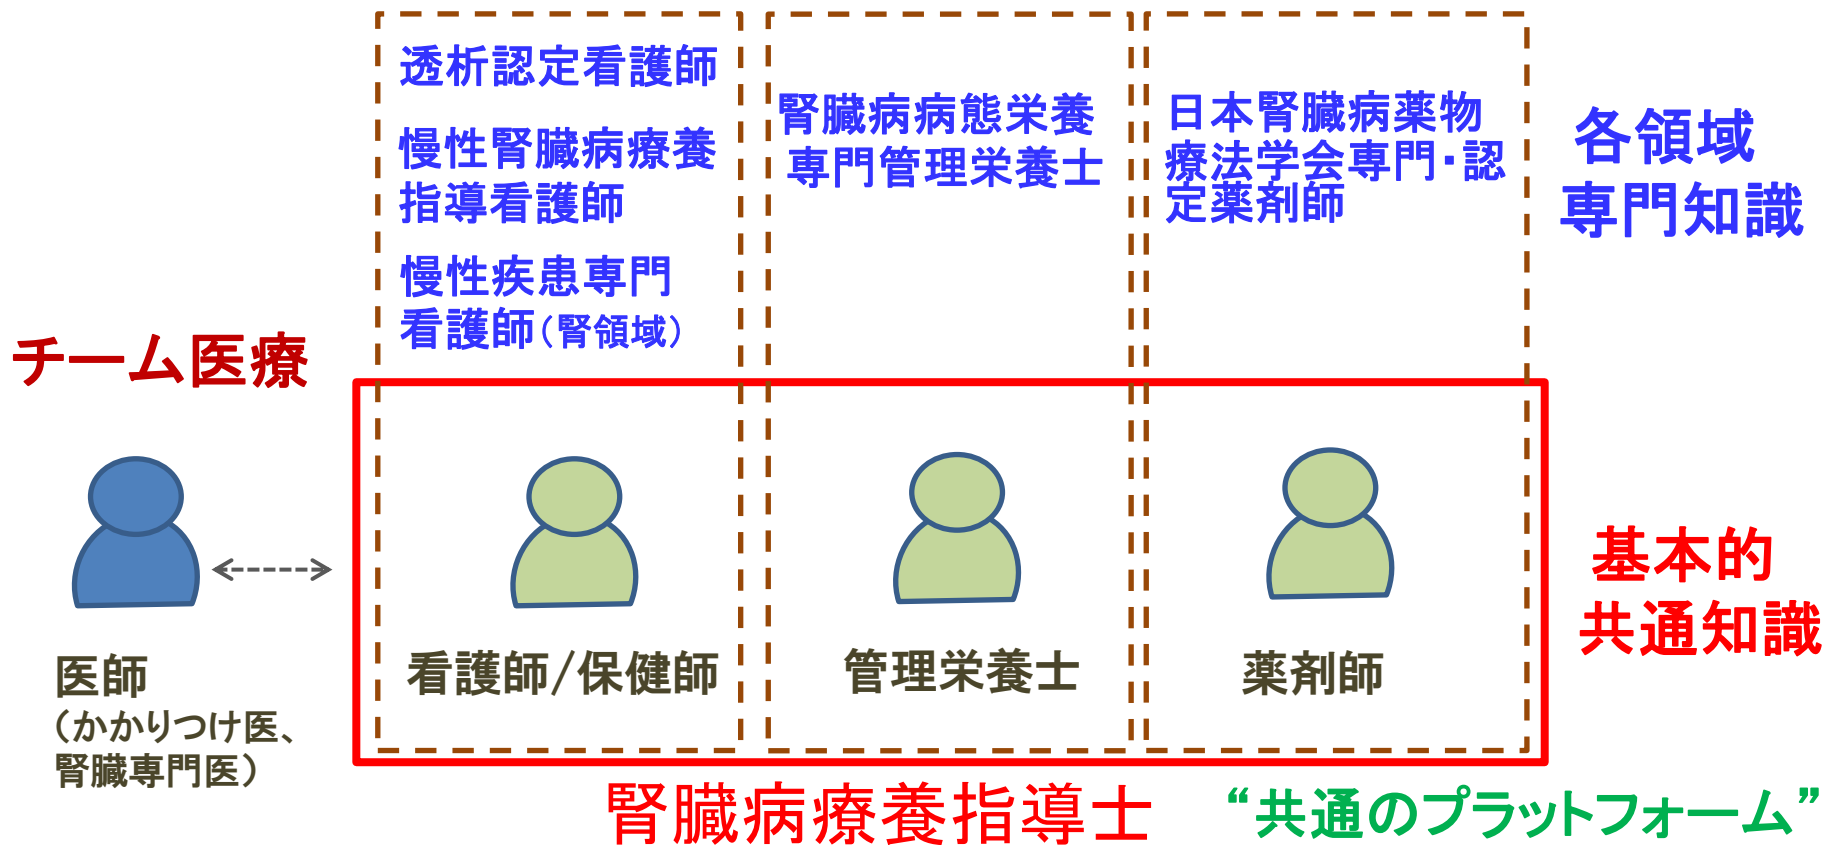 透析認定看護師
慢性腎臓病療養
指導看護師
慢性疾患専門
看護師（腎領域）
腎臓病病態栄養
専門管理栄養士
日本腎臓病薬物
療法学会専門・認
定薬剤師
各領域
専門知識
チーム医療
医師
（かかりつけ医、
腎臓専門医）
看護師/保健師
管理栄養士
薬剤師
基本的
共通知識
腎臓病療養指導士
“共通のプラットフォーム”